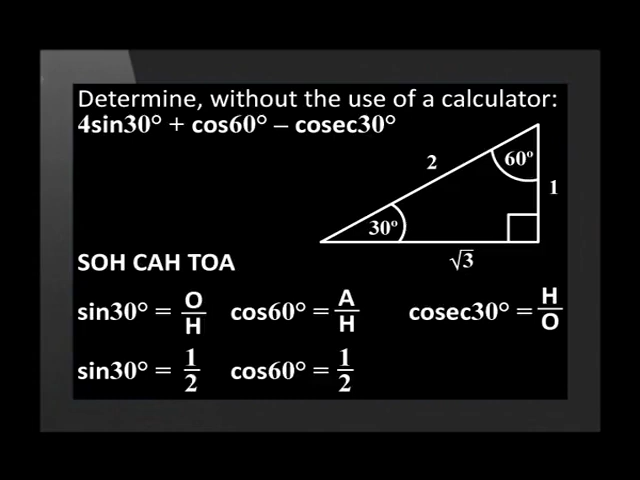 Determine, without the use of a calculator:
4sin30° + cos60° – cosec30°
2
60º
1
30º
√3
SOH CAH TOA
sin30° = O/H cos60° = A/H cosec30° = H/O
sin30° = 1/2 cos60° = 1/2